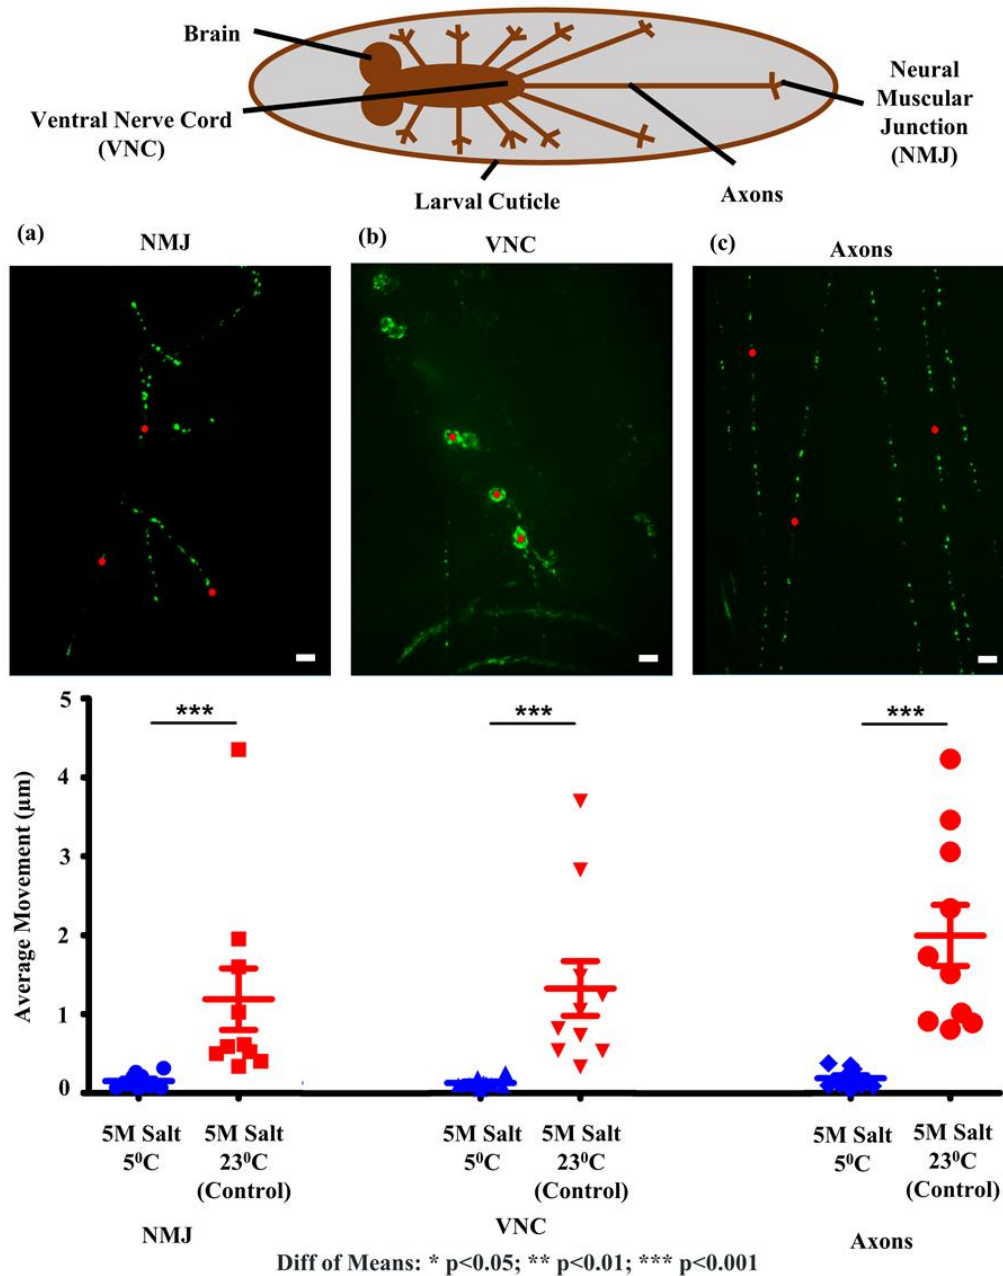 Brain
Ventral Nerve Cord
(VNC)
Larval Cuticle
Axons
Neural
Muscular
Junction
(NMJ)
(a)
NMJ
(b)
VNC
(c)
Axons
5
4
3
2
1
0
Average Movement (µm)
***
***
***
5M Salt
5⁰C
5M Salt
23⁰C
(Control)
NMJ
5M Salt
5⁰C
5M Salt
23⁰C
(Control)
VNC
5M Salt
5⁰C
5M Salt
23⁰C
(Control)
Axons
Diff of Means: * p<0.05; ** p<0.01; *** p<0.001